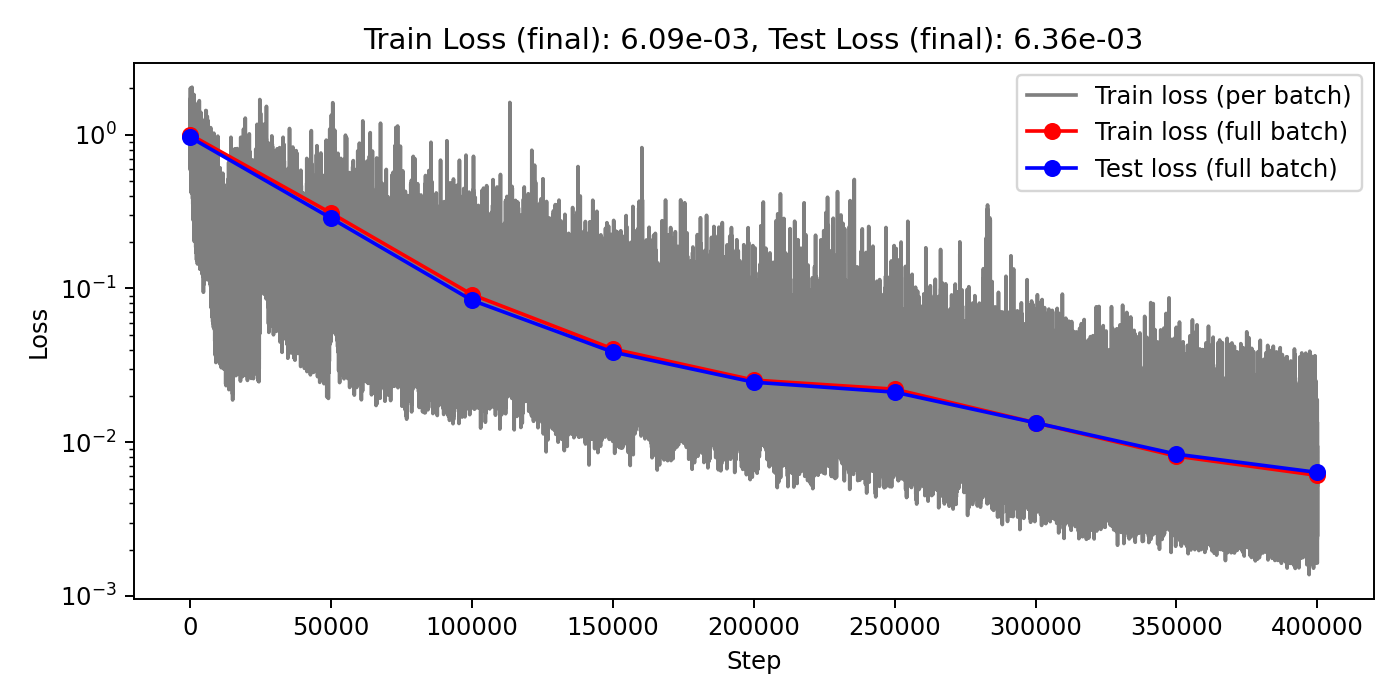 Train Loss (final): 6.09e-03, Test Loss (final): 6.36e-03
Train loss (per batch)
Train loss (full batch)
Test loss (full batch)
Loss
10⁰
10⁻¹
10⁻²
10⁻³
0 50000 100000 150000 200000 250000 300000 350000 400000
Step